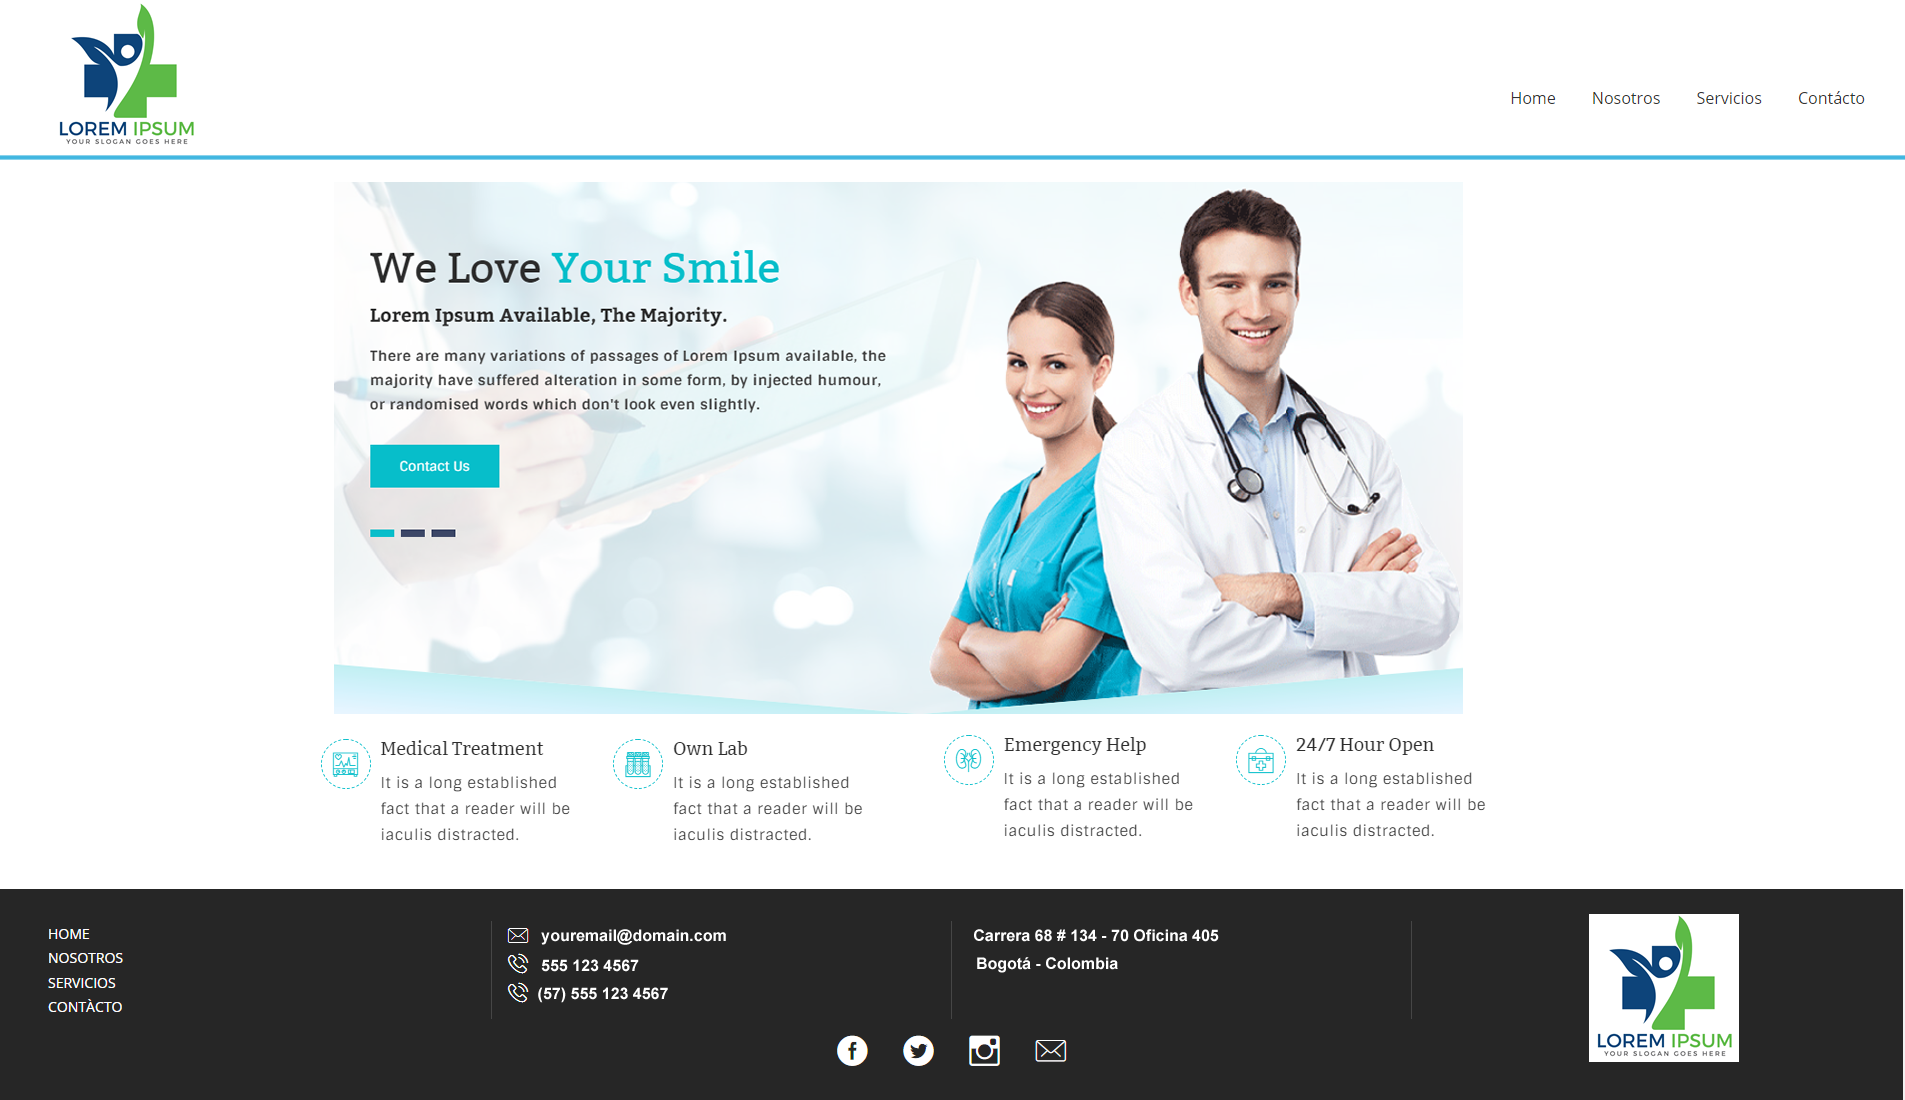 LOREM IPSUM
YOUR SLOGAN GOES HERE
Home Nosotros Servicios Contácto
We Love Your Smile
Lorem Ipsum Available, The Majority.
There are many variations of passages of Lorem Ipsum available, the
majority have suffered alteration in some form, by injected humour,
or randomised words which don't look even slightly.
Contact Us
Medical Treatment
It is a long established
fact that a reader will be
iaculis distracted.
Own Lab
It is a long established
fact that a reader will be
iaculis distracted.
Emergency Help
It is a long established
fact that a reader will be
iaculis distracted.
24/7 Hour Open
It is a long established
fact that a reader will be
iaculis distracted.
HOME
NOSOTROS
SERVICIOS
CONTÀCTO
youremail@domain.com
555 123 4567
(57) 555 123 4567
Carrera 68 # 134 - 70 Oficina 405
Bogotá - Colombia
LOREM IPSUM
YOUR SLOGAN GOES HERE